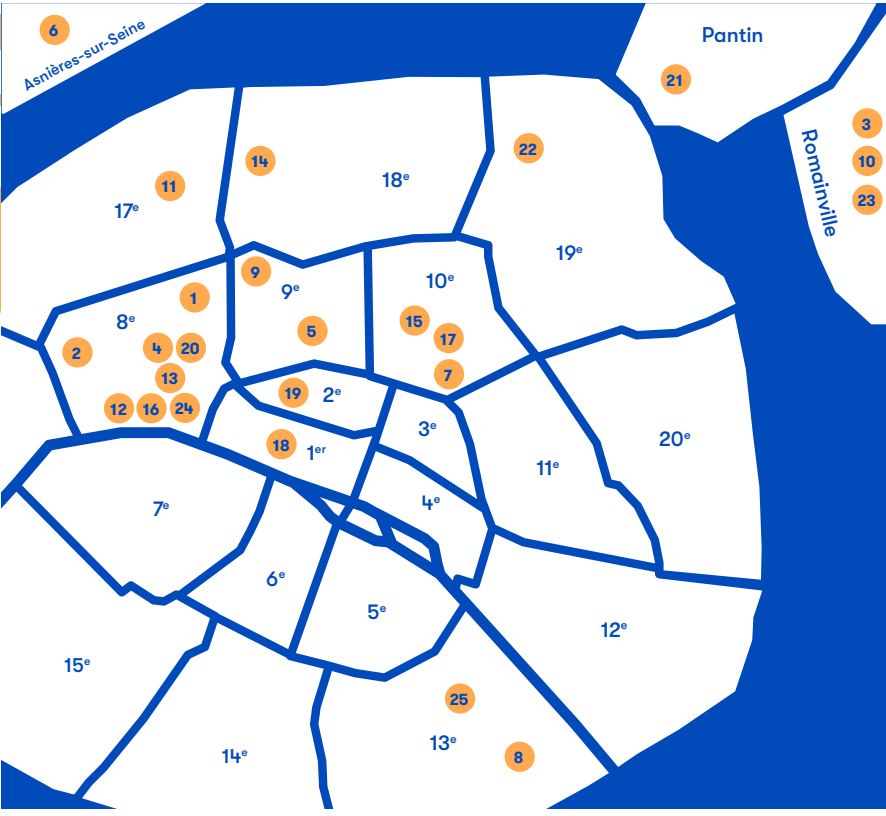 6
Asnières-sur-Seine
Pantin
21
3
10
23
Romainville
14
18ᵉ
22
11
17ᵉ
19ᵉ
9
9ᵉ
10ᵉ
1
8ᵉ
5
15
17
2
4
20
7
13
19
2ᵉ
12
16
24
3ᵉ
18
1ᵉʳ
20ᵉ
11ᵉ
4ᵉ
7ᵉ
6ᵉ
5ᵉ
12ᵉ
15ᵉ
25
13ᵉ
14ᵉ
8